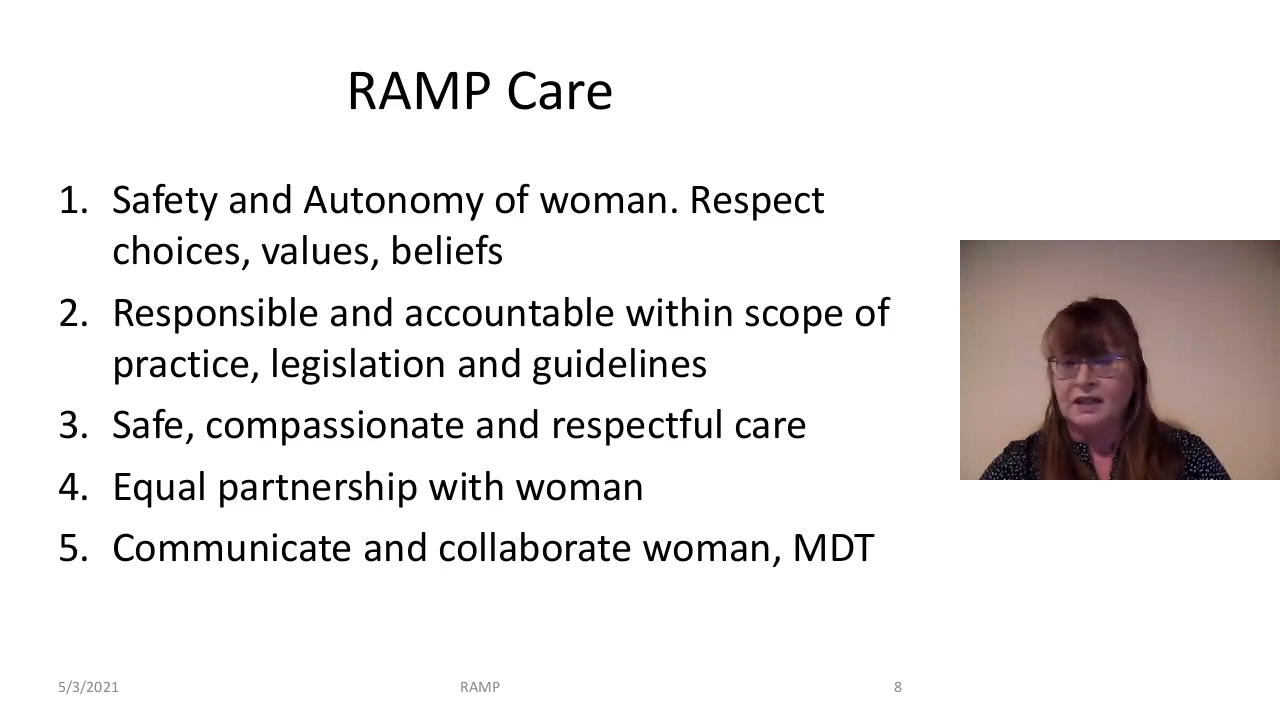 RAMP Care
1. Safety and Autonomy of woman. Respect
choices, values, beliefs
2. Responsible and accountable within scope of
practice, legislation and guidelines
3. Safe, compassionate and respectful care
4. Equal partnership with woman
5. Communicate and collaborate woman, MDT
5/3/2021
RAMP
8